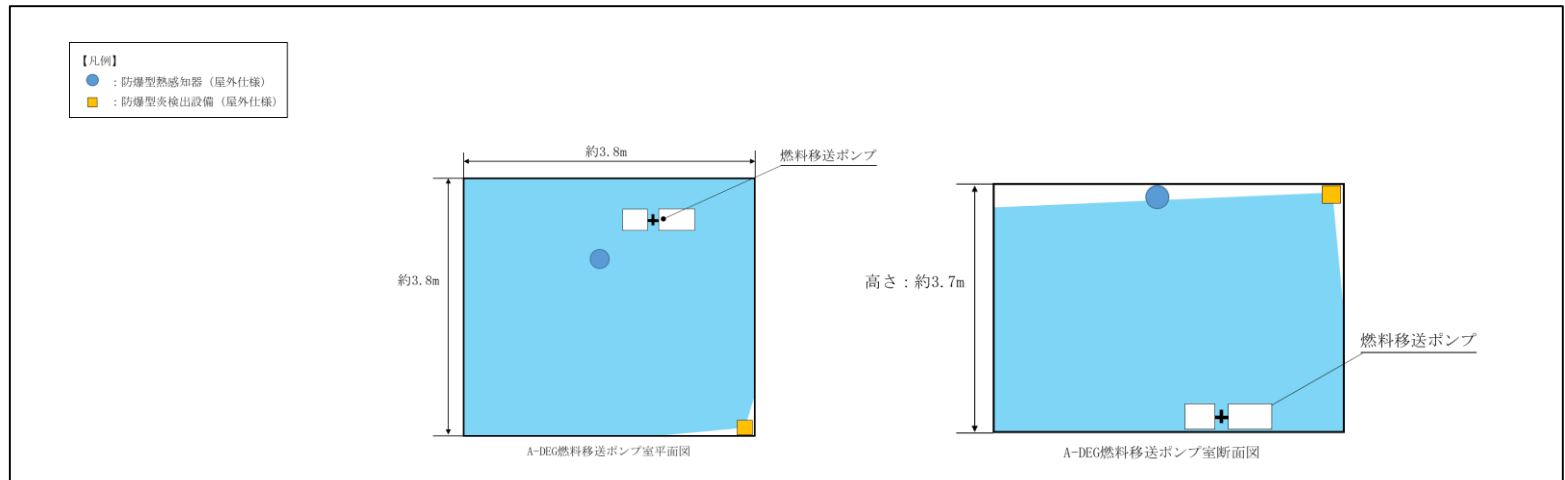 【凡例】
：防爆型熱感知器（屋外仕様）
：防爆型炎検出設備（屋外仕様）
約3.8m
燃料移送ポンプ
約3.8m
A-DEG燃料移送ポンプ室平面図
高さ：約3.7m
燃料移送ポンプ
A-DEG燃料移送ポンプ室断面図